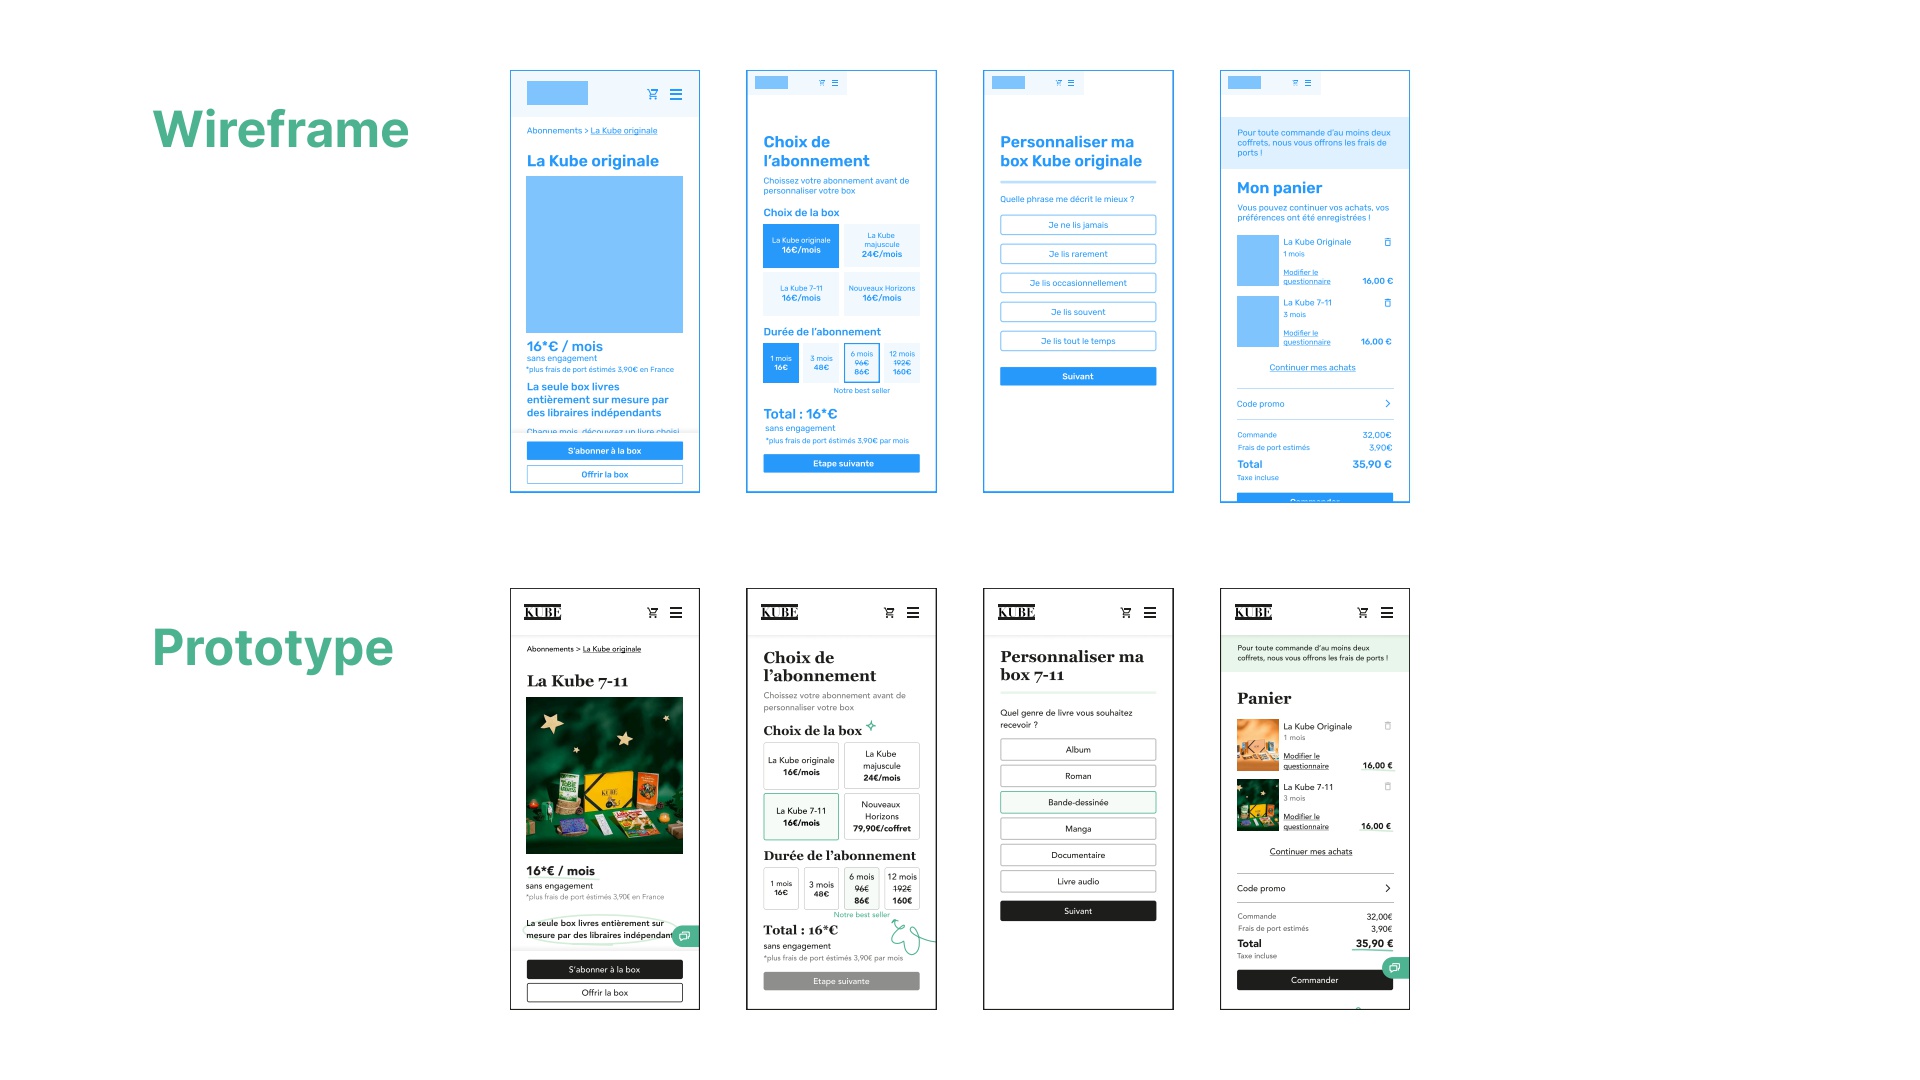 Wireframe
Abonnements > La Kube originale
La Kube originale
16*€ / mois
sans engagement
*plus frais de port éstimés 3,90€ en France
La seule box livres
entièrement sur mesure par
des libraires indépendants
Chaque mois, découvrez un livre choisi
S'abonner à la box
Offrir la box
Choix de
l'abonnement
Choissez votre abonnement avant de
personnaliser votre box
Choix de la box
La Kube originale
16€/mois
La Kube
majuscule
24€/mois
La Kube 7-11
16€/mois
Nouveaux Horizons
16€/mois
Durée de l'abonnement
1 mois
16€
3 mois
48€
6 mois
96€
86€
12 mois
192€
160€
Notre best seller
Total : 16*€
sans engagement
*plus frais de port éstimés 3,90€ par mois
Etape suivante
Personnaliser ma
box Kube originale
Quelle phrase me décrit le mieux ?
Je ne lis jamais
Je lis rarement
Je lis occasionnellement
Je lis souvent
Je lis tout le temps
Suivant
Pour toute commande d'au moins deux
coffrets, nous vous offrons les frais de
ports !
Mon panier
Vous pouvez continuer vos achats, vos
préférences ont été enregistrées !
La Kube Originale
1 mois
Modifier le
questionnaire
16,00 €
La Kube 7-11
3 mois
Modifier le
questionnaire
16,00 €
Continuer mes achats
Code promo
Commande 32,00€
Frais de port estimés 3,90€
Total 35,90 €
Taxe incluse
Commander
Prototype
KUBE
Abonnements > La Kube originale
La Kube 7-11
KUBE
16*€ / mois
sans engagement
*plus frais de port éstimés 3,90€ en France
La seule box livres entièrement sur
mesure par des libraires indépendant
S'abonner à la box
Offrir la box
KUBE
Choix de
l'abonnement
Choissez votre abonnement avant de
personnaliser votre box
Choix de la box
La Kube originale
16€/mois
La Kube
majuscule
24€/mois
La Kube 7-11
16€/mois
Nouveaux
Horizons
79,90€/coffret
Durée de l'abonnement
1 mois
16€
3 mois
48€
6 mois
96€
86€
12 mois
192€
160€
Notre best seller
Total : 16*€
sans engagement
*plus frais de port éstimés 3,90€ par mois
Etape suivante
KUBE
Personnaliser ma
box 7-11
Quel genre de livre vous souhaitez
recevoir ?
Album
Roman
Bande-dessinée
Manga
Documentaire
Livre audio
Suivant
KUBE
Pour toute commande d'au moins deux
coffrets, nous vous offrons les frais de ports !
Panier
La Kube Originale
1 mois
Modifier le
questionnaire
16,00 €
La Kube 7-11
3 mois
Modifier le
questionnaire
16,00 €
Continuer mes achats
Code promo
Commande 32,00€
Frais de port estimés 3,90€
Total 35,90 €
Taxe incluse
Commander